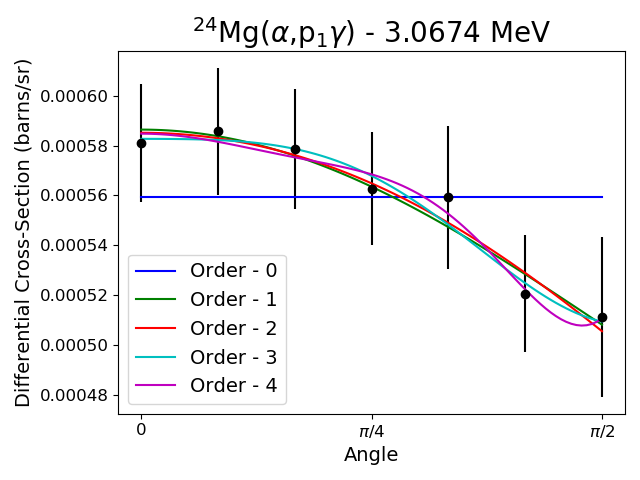 ²⁴Mg(α,p₁γ) - 3.0674 MeV
Differential Cross-Section (barns/sr)
0.00060
0.00058
0.00056
0.00054
0.00052
0.00050
0.00048
Order - 0
Order - 1
Order - 2
Order - 3
Order - 4
0
π/4
π/2
Angle